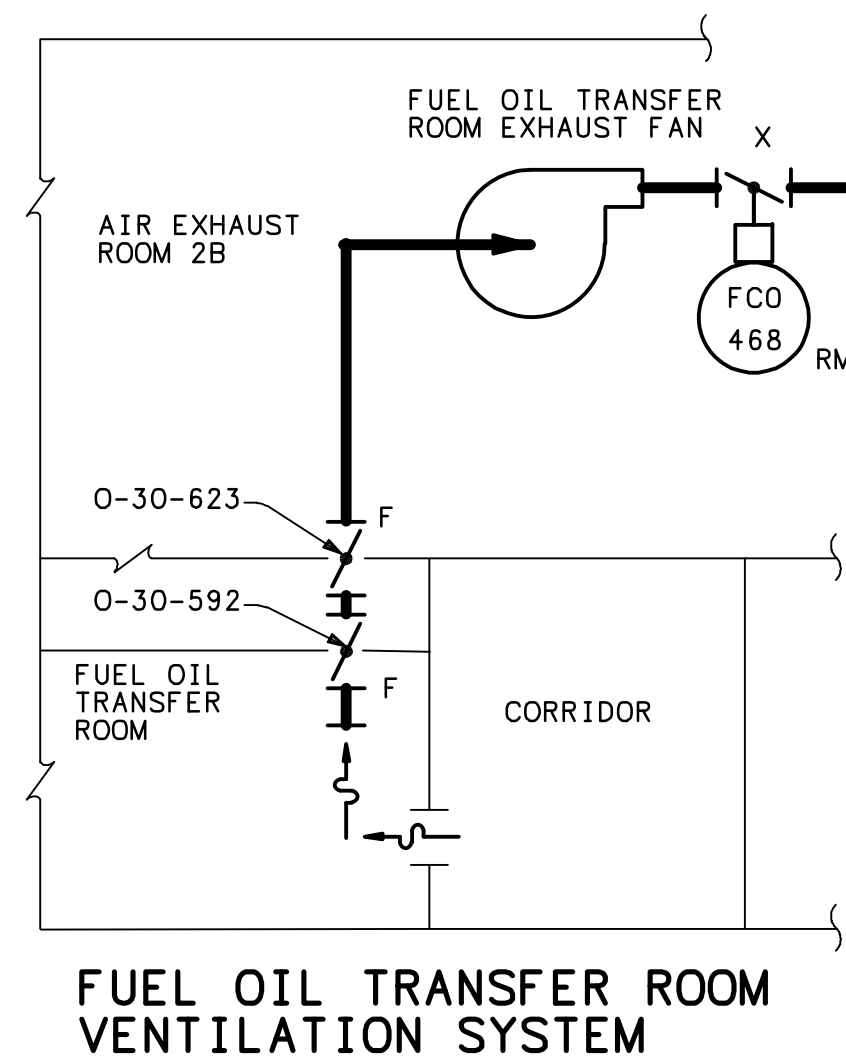 FUEL OIL TRANSFER
ROOM EXHAUST FAN
X
AIR EXHAUST
ROOM 2B
FCO
468
RM
0-30-623
F
0-30-592
FUEL OIL
TRANSFER
ROOM
F
CORRIDOR
FUEL OIL TRANSFER ROOM
VENTILATION SYSTEM